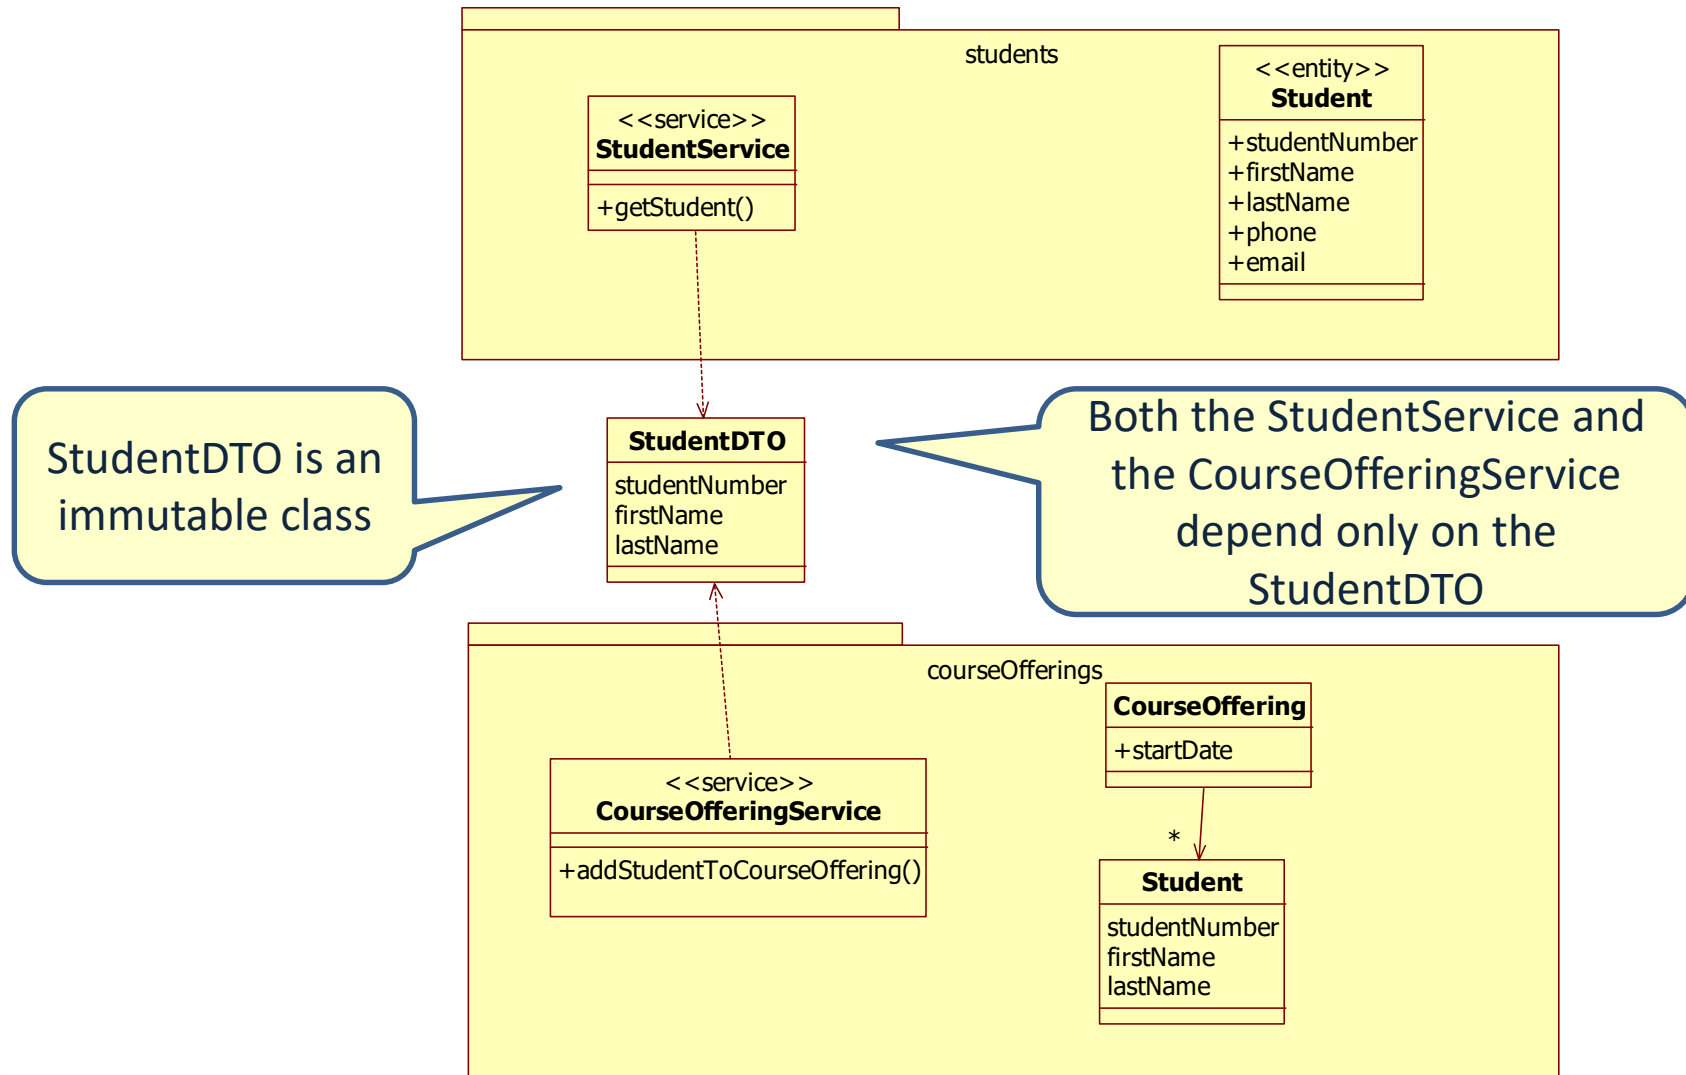 students
<<service>>
StudentService
+getStudent()
<<entity>>
Student
+studentNumber
+firstName
+lastName
+phone
+email
StudentDTO is an
immutable class
StudentDTO
studentNumber
firstName
lastName
Both the StudentService and
the CourseOfferingService
depend only on the
StudentDTO
courseOfferings
<<service>>
CourseOfferingService
+addStudentToCourseOffering()
CourseOffering
+startDate
*
Student
studentNumber
firstName
lastName